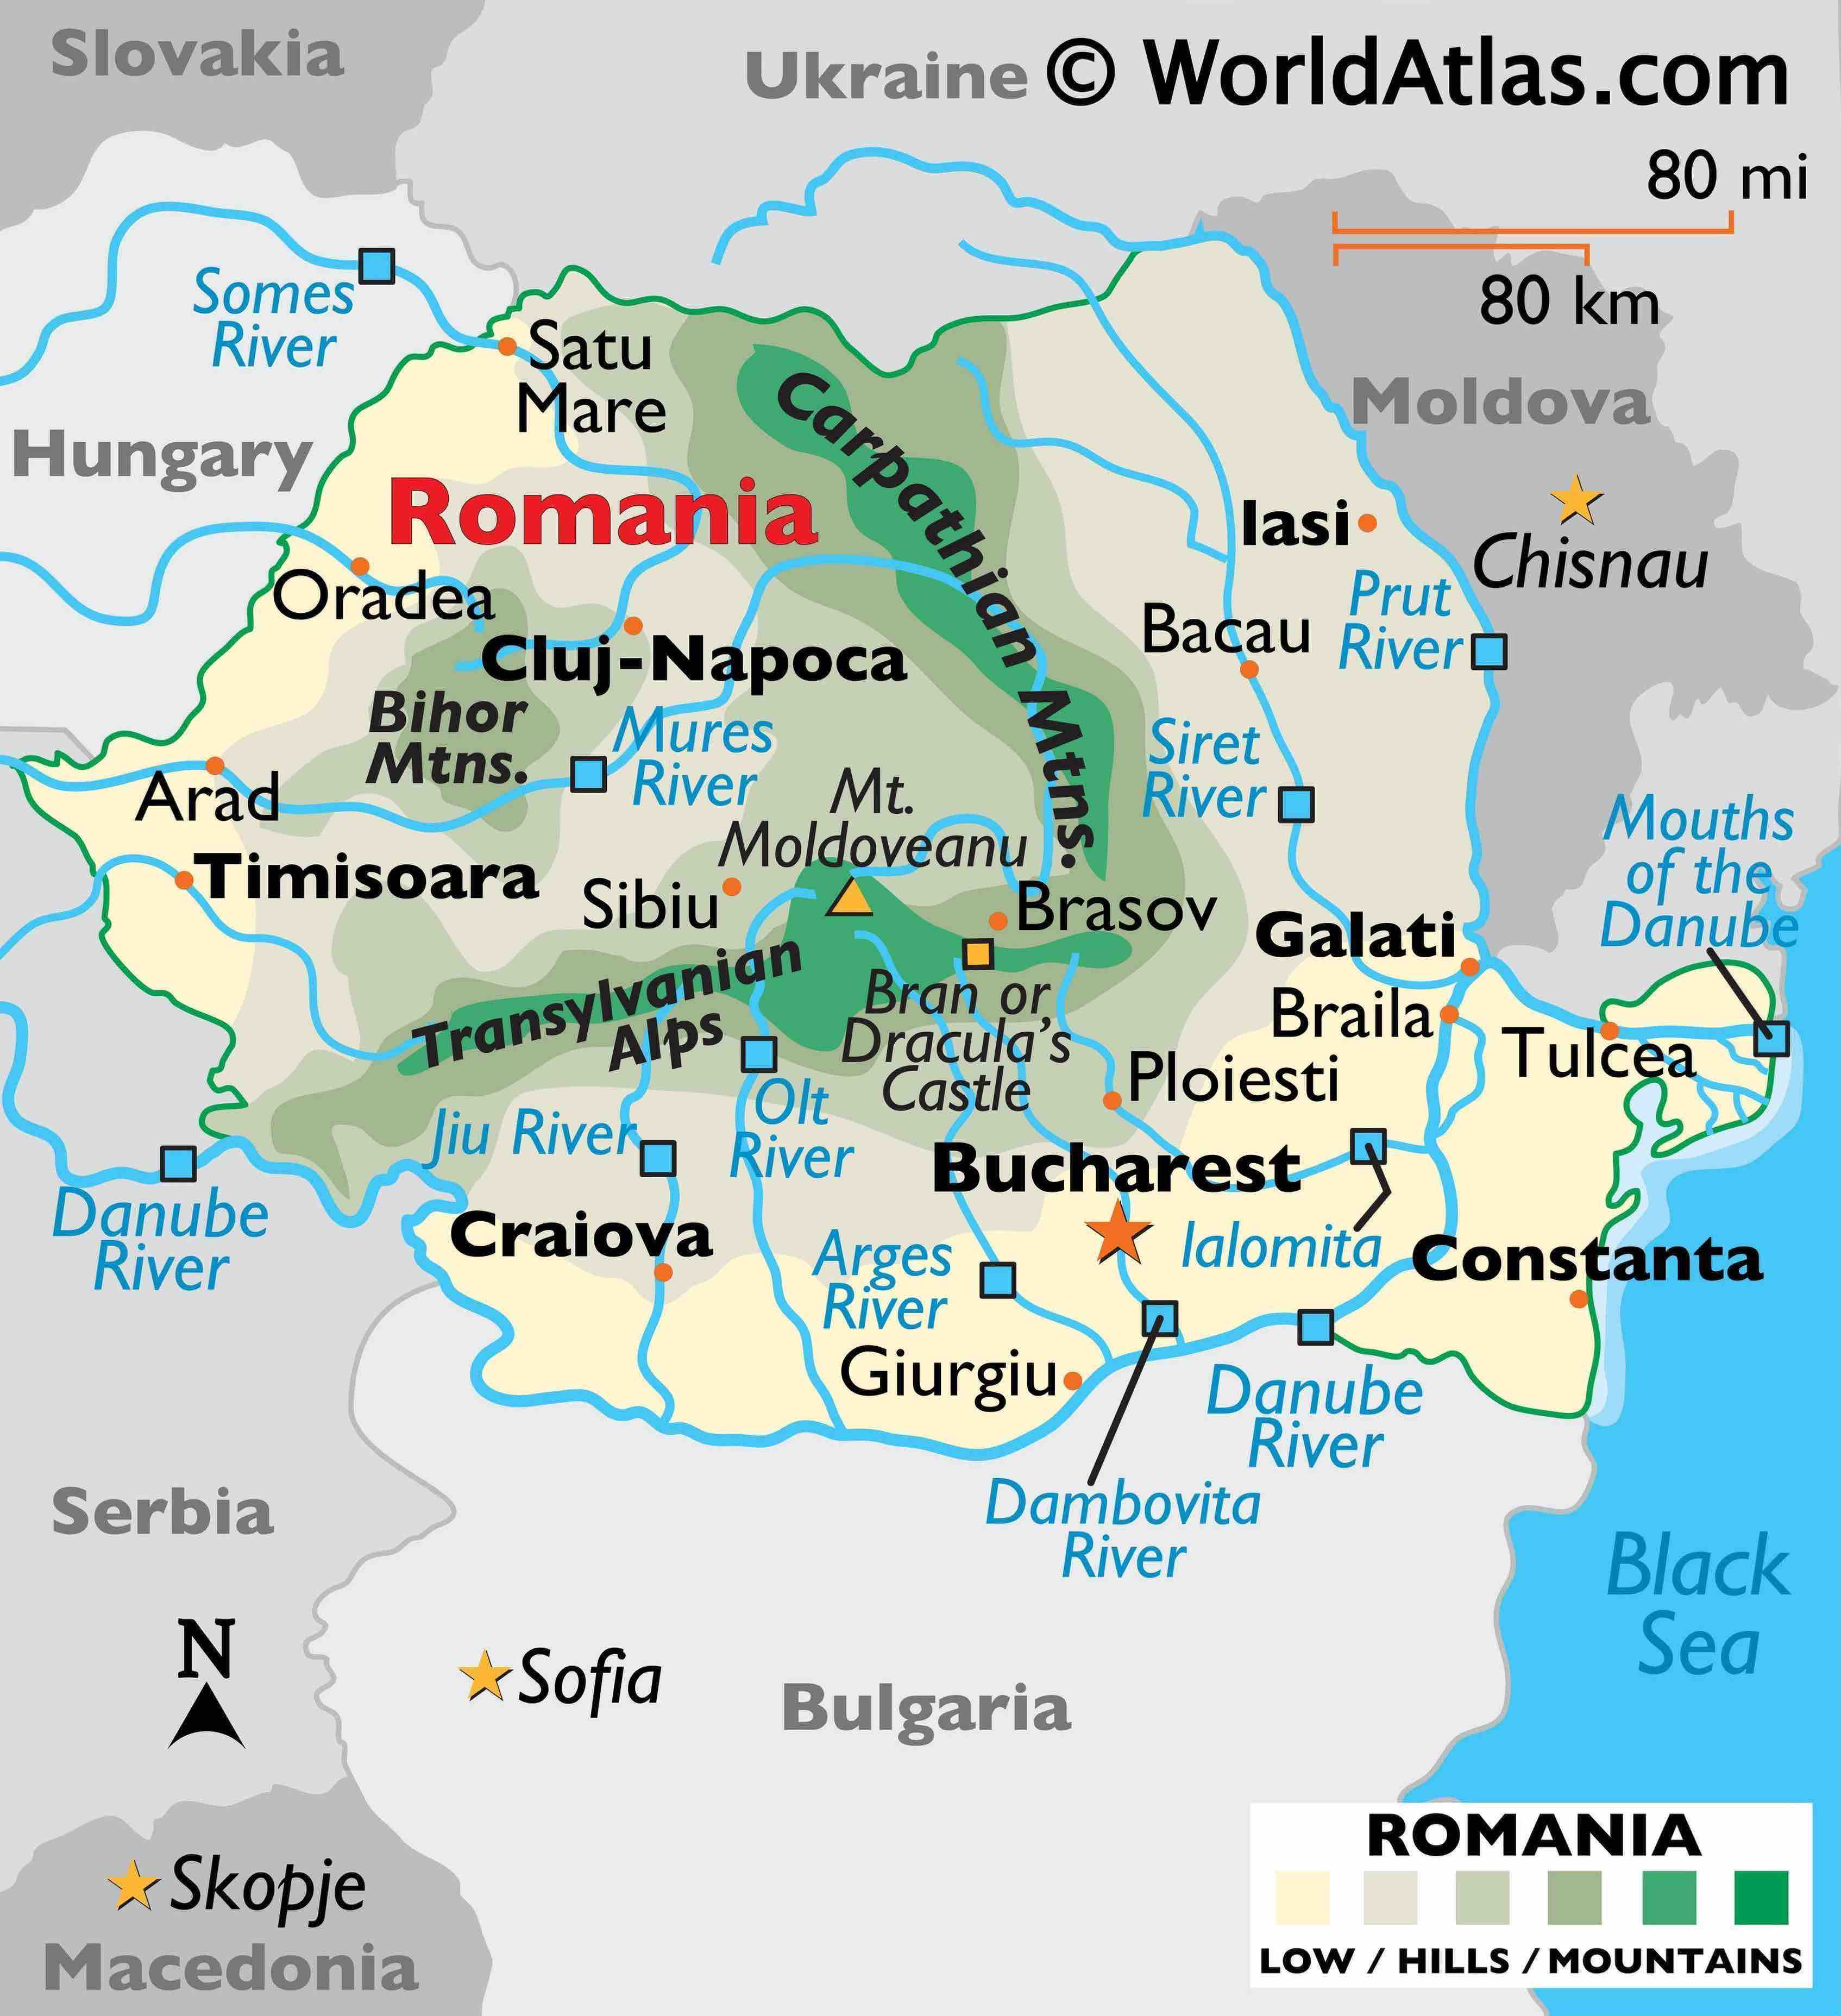 Slovakia
Ukraine © WorldAtlas.com
80 mi
80 km
Somes
River
Satu
Mare
Moldova
Hungary
Carpathian Mtns.
Romania
Iasi
Chisnau
Oradea
Prut
River
Bacau
Cluj-Napoca
Bihor
Mtns.
Mures
River
Siret
River
Arad
Mt.
Moldoveanu
Mouths
of the
Danube
Timisoara
Sibiu
Brasov
Galati
Transylvanian
Alps
Bran or
Dracula's
Castle
Braila
Tulcea
Ploiesti
Olt
River
Jiu River
Bucharest
Danube
River
Craiova
Arges
River
Ialomita
Constanta
Giurgiu
Danube
River
Dambovita
River
Serbia
Black
Sea
N
Sofia
Bulgaria
Skopje
Macedonia
ROMANIA
LOW / HILLS / MOUNTAINS